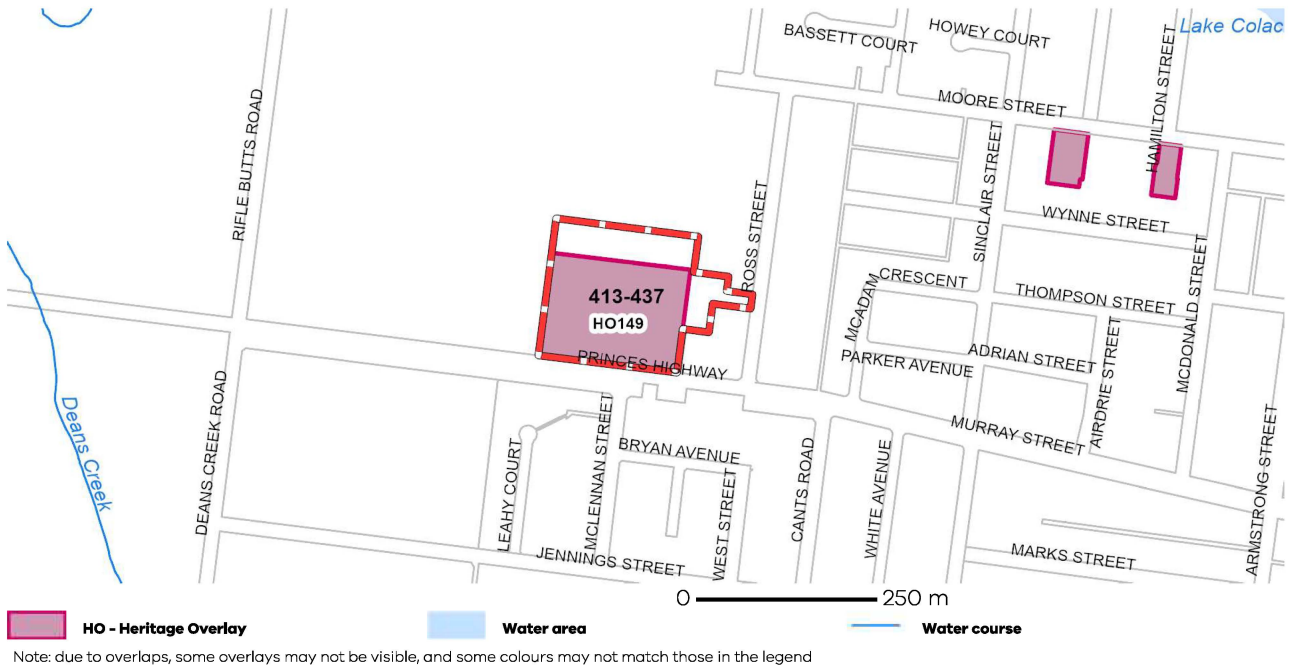 Lake Colac
BASSETT COURT
HOWEY COURT
HAMILTON STREET
MOORE STREET
RIFLE BUTTS ROAD
SINCLAIR STREET
ROSS STREET
WYNNE STREET
MCDONALD STREET
MCADAM
CRESCENT
THOMPSON STREET
413-437
HO149
PRINCES HIGHWAY
PARKER AVENUE
ADRIAN STREET
AIRDRIE STREET
DEANS CREEK ROAD
Deans Creek
LEAHY COURT
MCLENNAN STREET
BRYAN AVENUE
WEST STREET
CANTS ROAD
WHITE AVENUE
MURRAY STREET
ARMSTRONG STREET
JENNINGS STREET
MARKS STREET
0 250 m
HO - Heritage Overlay
Water area
Water course
Note: due to overlaps, some overlays may not be visible, and some colours may not match those in the legend